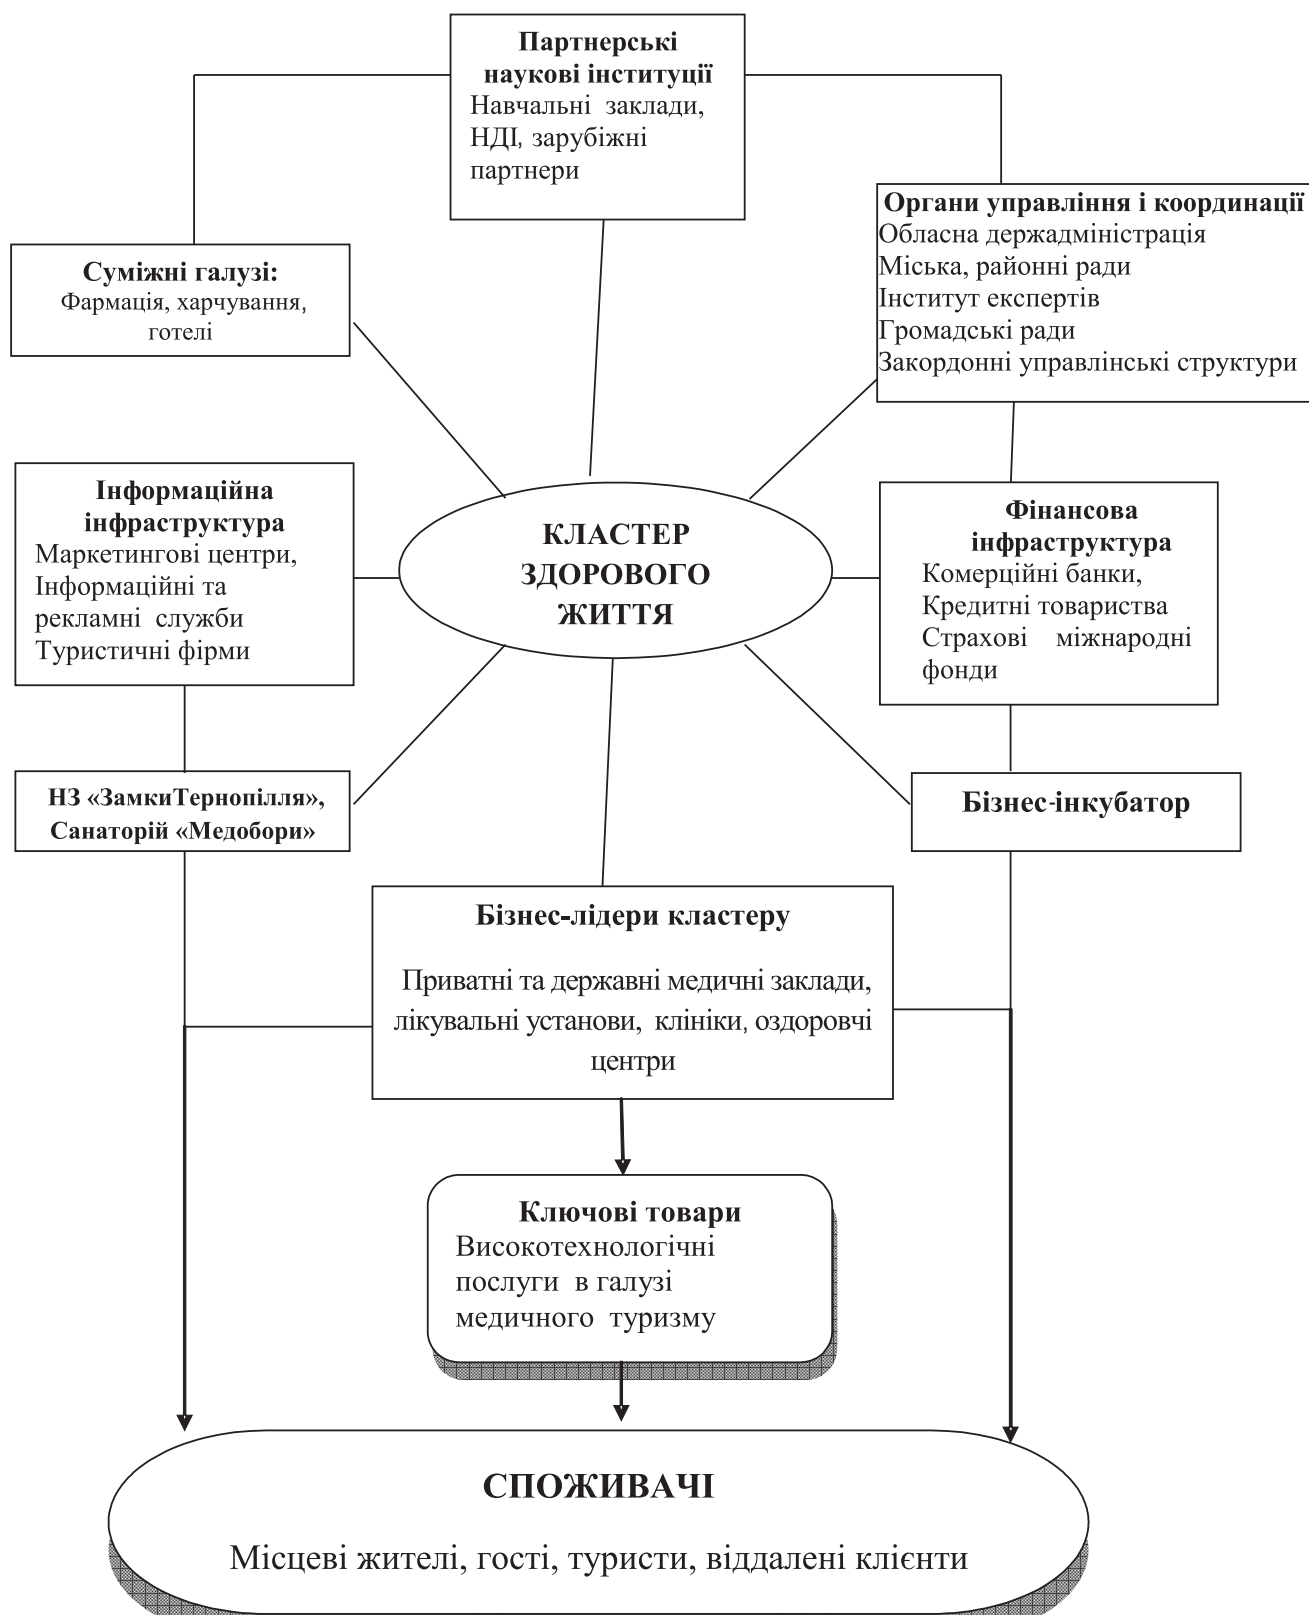 Партнерські
наукові інституції
Навчальні заклади,
НДІ, зарубіжні
партнери
Органи управління і координації
Обласна держадміністрація
Міська, районні ради
Інститут експертів
Громадські ради
Закордонні управлінські структури
Суміжні галузі:
Фармація, харчування,
готелі
Інформаційна
інфраструктура
Маркетингові центри,
Інформаційні та
рекламні служби
Туристичні фірми
КЛАСТЕР
ЗДОРОВОГО
ЖИТТЯ
Фінансова
інфраструктура
Комерційні банки,
Кредитні товариства
Страхові міжнародні
фонди
НЗ «ЗамкиТернопілля»,
Санаторій «Медобори»
Бізнес-інкубатор
Бізнес-лідери кластеру
Приватні та державні медичні заклади,
лікувальні установи, клініки, оздоровчі
центри
Ключові товари
Високотехнологічні
послуги в галузі
медичного туризму
СПОЖИВАЧІ
Місцеві жителі, гості, туристи, віддалені клієнти